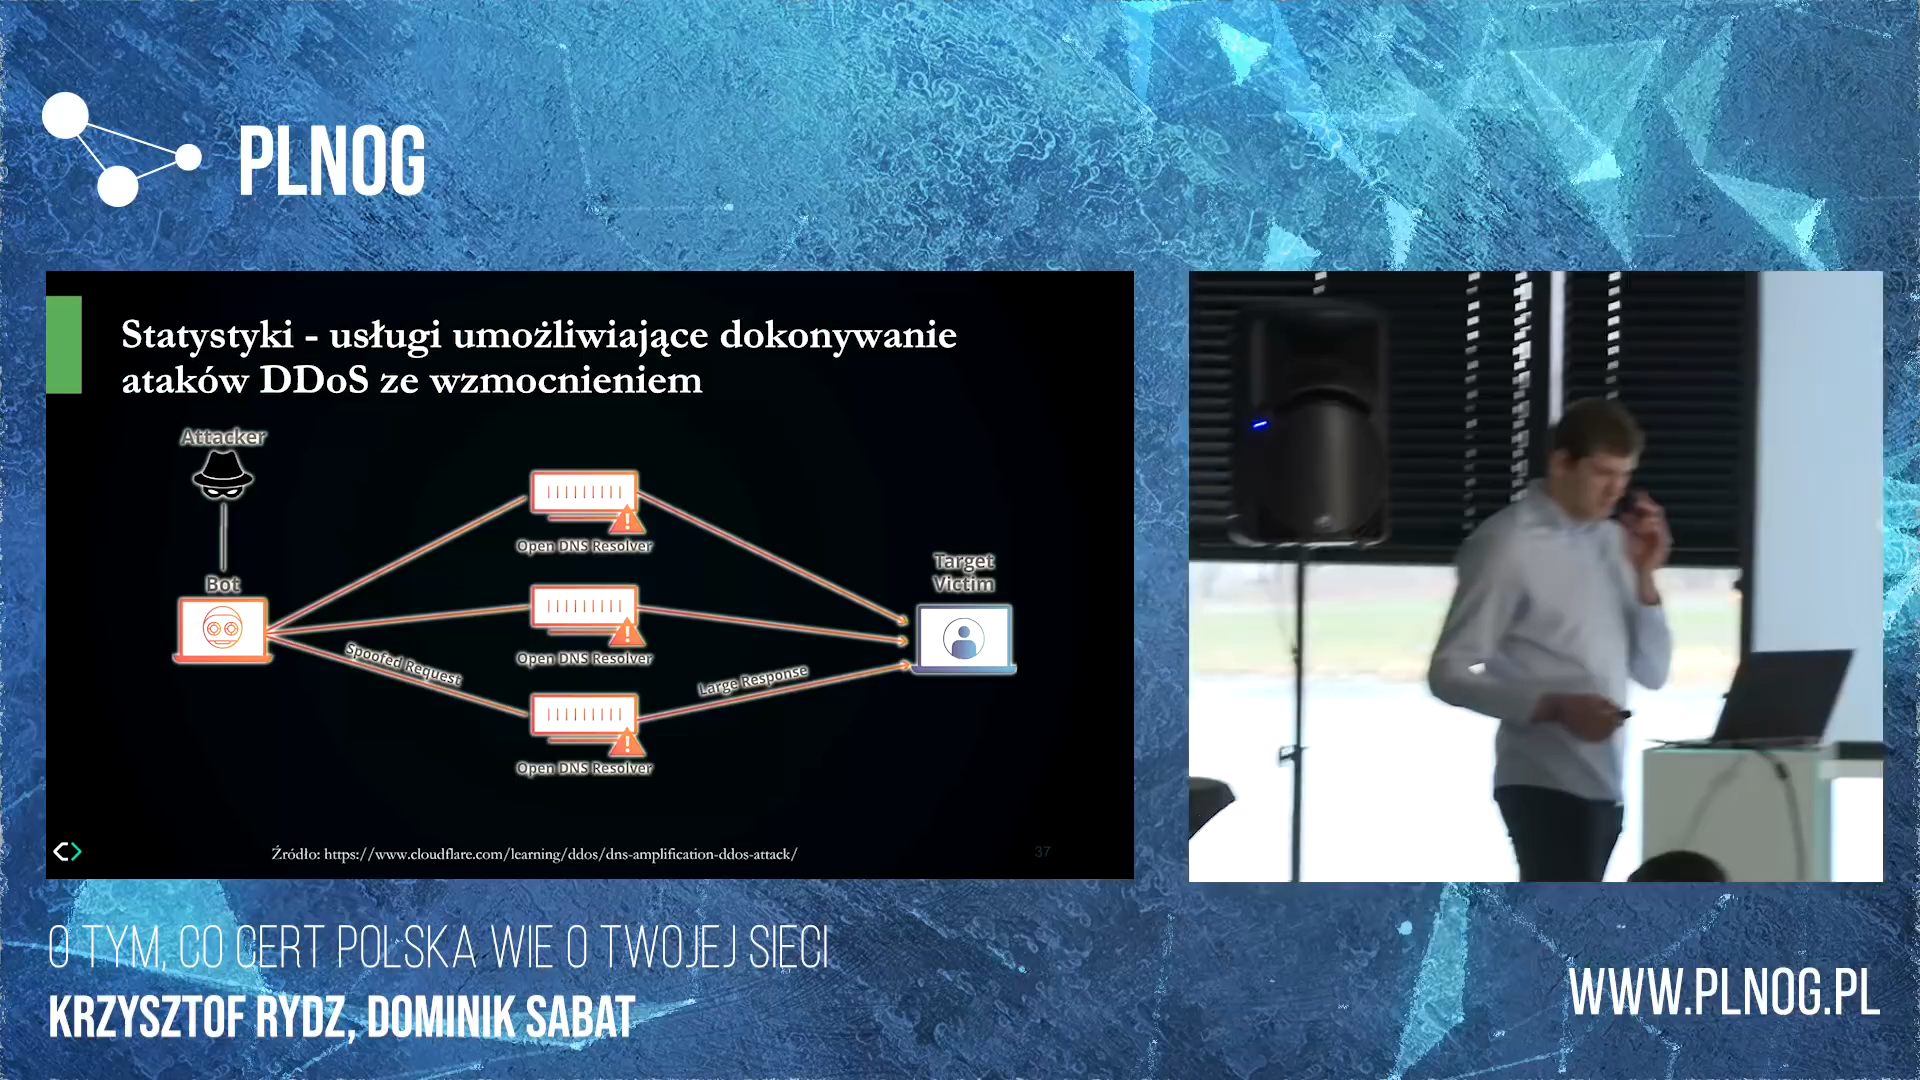 PLNOG
Statystyki - usługi umożliwiające dokonywanie
ataków DDoS ze wzmocnieniem
Attacker
Bot
Spoofed Request
Open DNS Resolver
Open DNS Resolver
Open DNS Resolver
Large Response
Target
Victim
Źródło: https://www.cloudflare.com/learning/ddos/dns-amplification-ddos-attack/
37
O TYM, CO CERT POLSKA WIE O TWOJEJ SIECI
KRZYSZTOF RYDZ, DOMINIK SABAT
WWW.PLNOG.PL